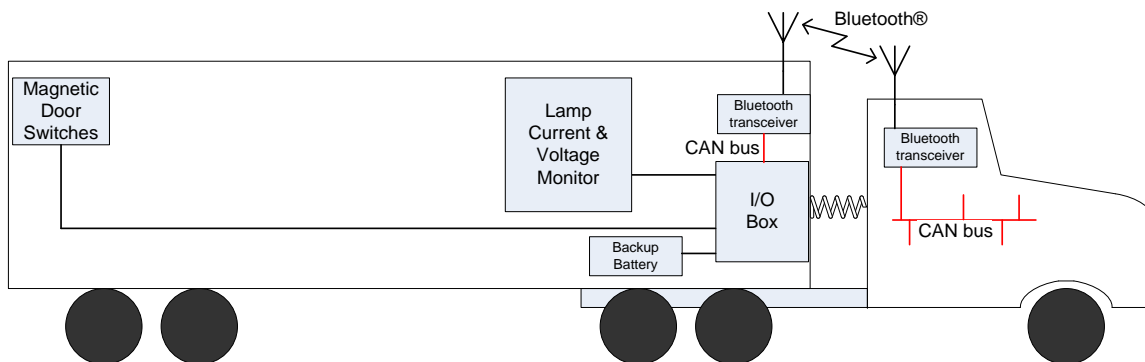 Bluetooth®
Magnetic
Door
Switches
Lamp
Current &
Voltage
Monitor
Bluetooth
transceiver
CAN bus
I/O
Box
Backup
Battery
Bluetooth
transceiver
CAN bus